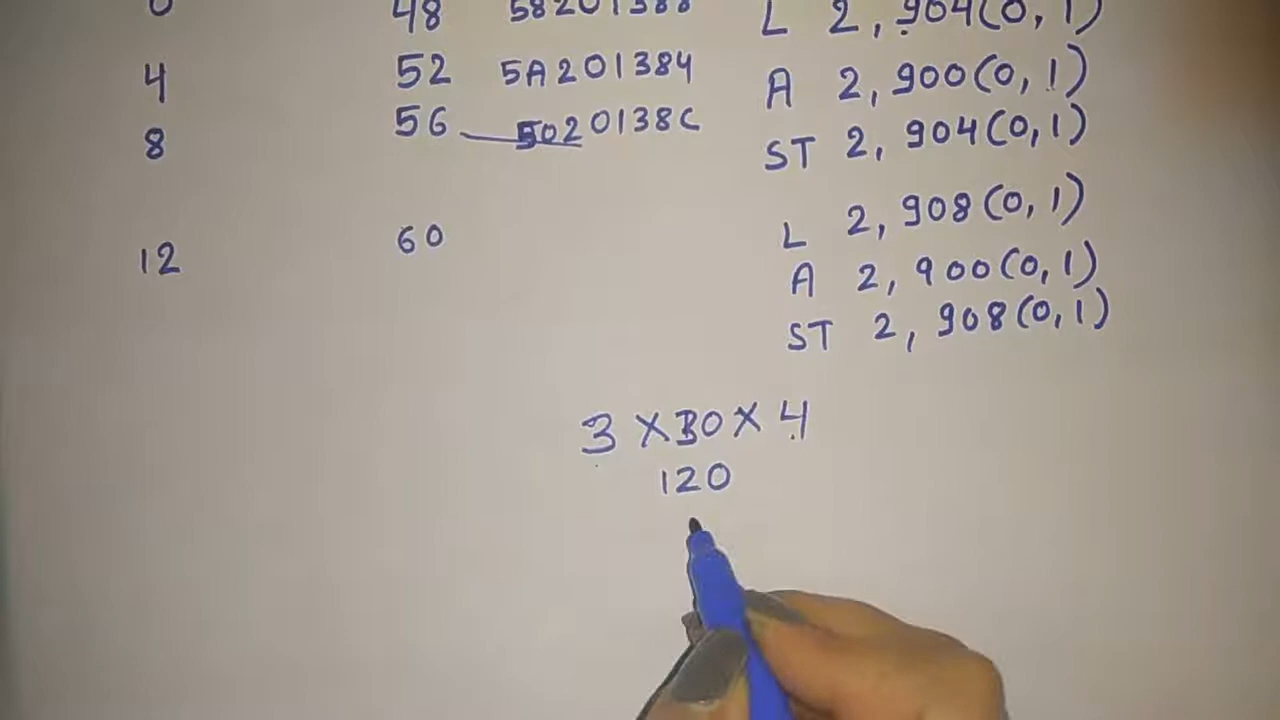 0 48 58201388 L 2, 904(0, 1)
4 52 5A201384 A 2, 900(0, 1)
8 56 5020138C ST 2, 904(0, 1)
12 60 L 2, 908(0, 1)
A 2, 900(0, 1)
ST 2, 908(0, 1)
3 X 30 X 4
120